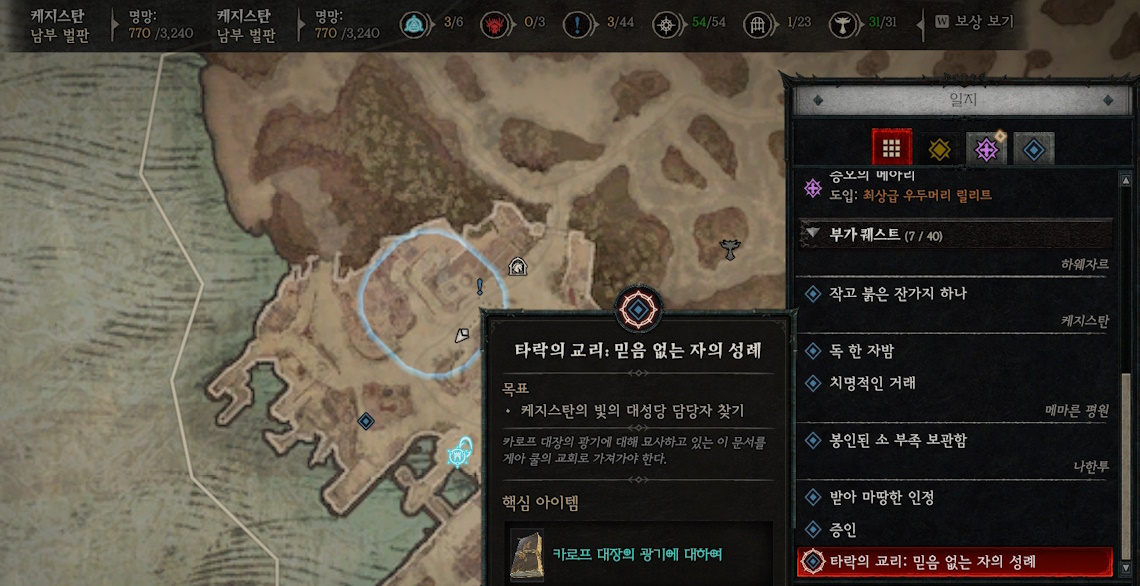 케지스탄
남부 벌판
명망:
770 /3,240
케지스탄
남부 벌판
명망:
770 /3,240
3/6
0/3
3/44
54/54
1/23
31/31
W 보상 보기
일지
증오의 메아리
도입: 최상급 우두머리 릴리트
부가 퀘스트 (7 / 40)
하웨자르
작고 붉은 잔가지 하나
케지스탄
독 한 자밤
치명적인 거래
메마른 평원
봉인된 소 부족 보관함
나한투
받아 마땅한 인정
증인
타락의 교리: 믿음 없는 자의 성례
타락의 교리: 믿음 없는 자의 성례
목표
• 케지스탄의 빛의 대성당 담당자 찾기
카로프 대장의 광기에 대해 묘사하고 있는 이 문서를
게아 쿨의 교회로 가져가야 한다.
핵심 아이템
카로프 대장의 광기에 대하여